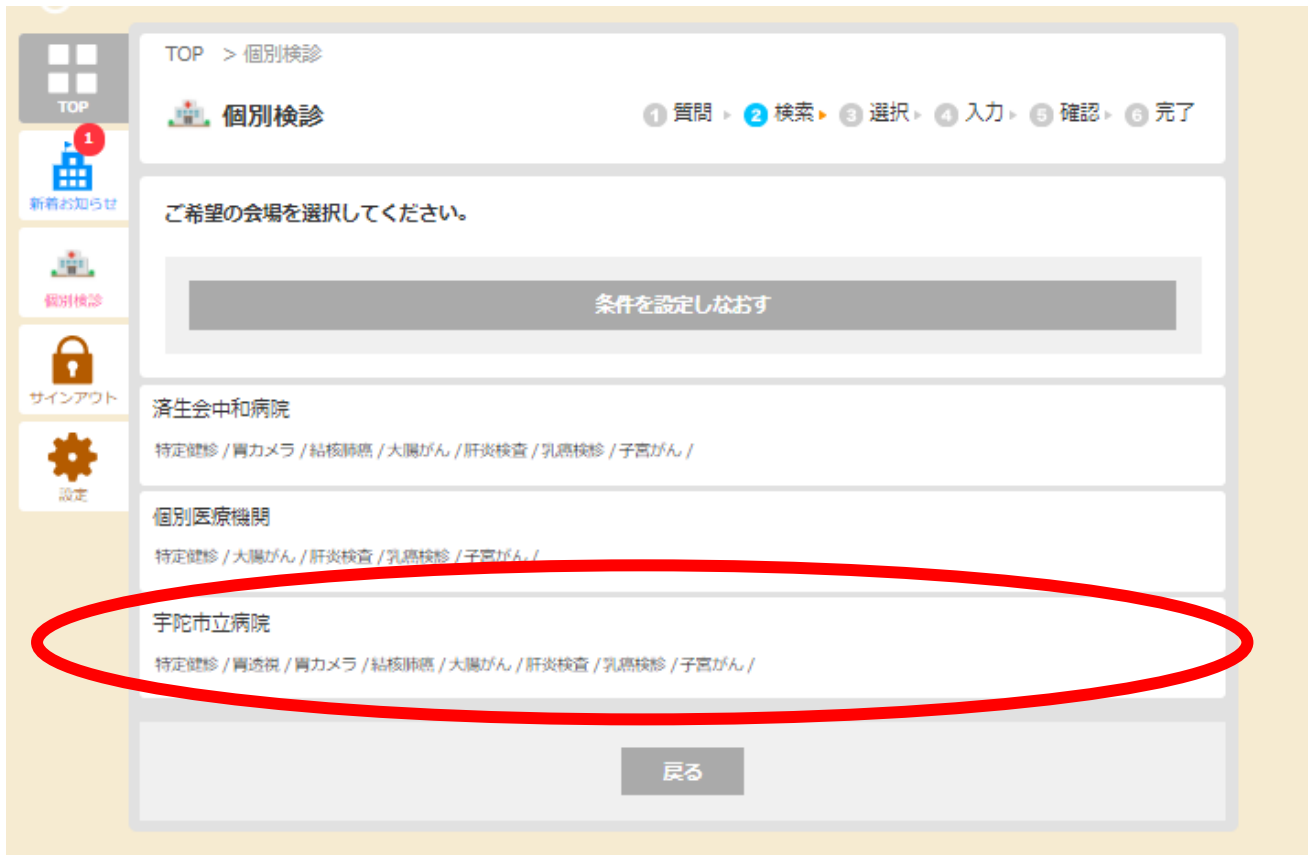 TOP > 個別検診
個別検診
1 質問 2 検索 3 選択 4 入力 5 確認 6 完了
TOP
1
新着お知らせ
個別検診
サインアウト
設定
ご希望の会場を選択してください。
条件を設定しなおす
済生会中和病院
特定健診 / 胃カメラ / 結核肺癌 / 大腸がん / 肝炎検査 / 乳癌検診 / 子宮がん /
個別医療機関
特定健診 / 大腸がん / 肝炎検査 / 乳癌検診 / 子宮がん /
宇陀市立病院
特定健診 / 胃透視 / 胃カメラ / 結核肺癌 / 大腸がん / 肝炎検査 / 乳癌検診 / 子宮がん /
戻る